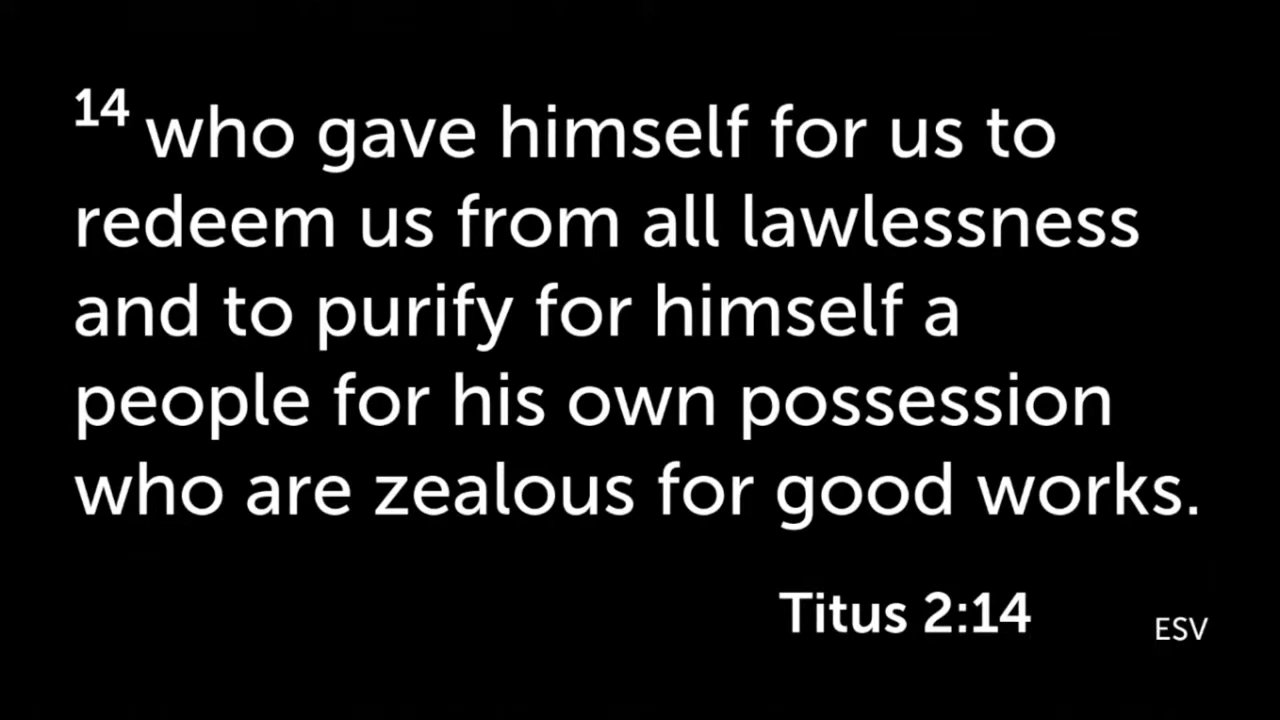 14 who gave himself for us to
redeem us from all lawlessness
and to purify for himself a
people for his own possession
who are zealous for good works.
Titus 2:14
ESV